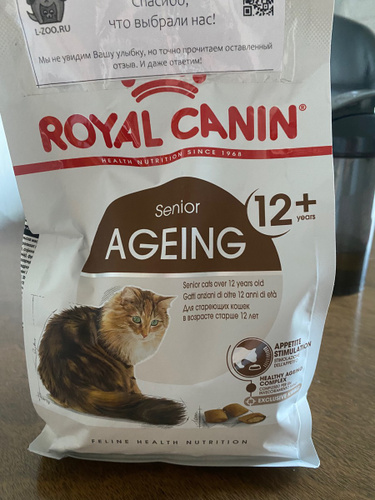 Спасибо,
что выбрали нас!
L-ZOO.RU
Мы не увидим Вашу улыбку, но точно прочитаем оставленный
отзыв. И даже ответим!
ROYAL CANIN®
HEALTH NUTRITION SINCE 1968
Senior
AGEING
12+
years
Senior cats over 12 years old
Gatti anziani di oltre 12 anni di età
Для стареющих кошек
в возрасте старше 12 лет
APPETITE
STIMULATION
HEALTHY AGEING
COMPLEX
EXCLUSIVE
FELINE HEALTH NUTRITION